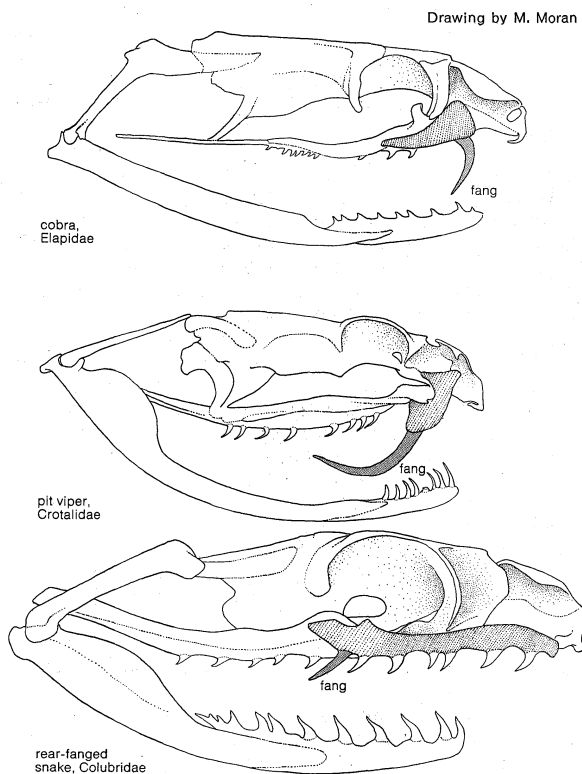 Drawing by M. Moran
fang
cobra,
Elapidae
fang
pit viper,
Crotalidae
fang
rear-fanged
snake, Colubridae